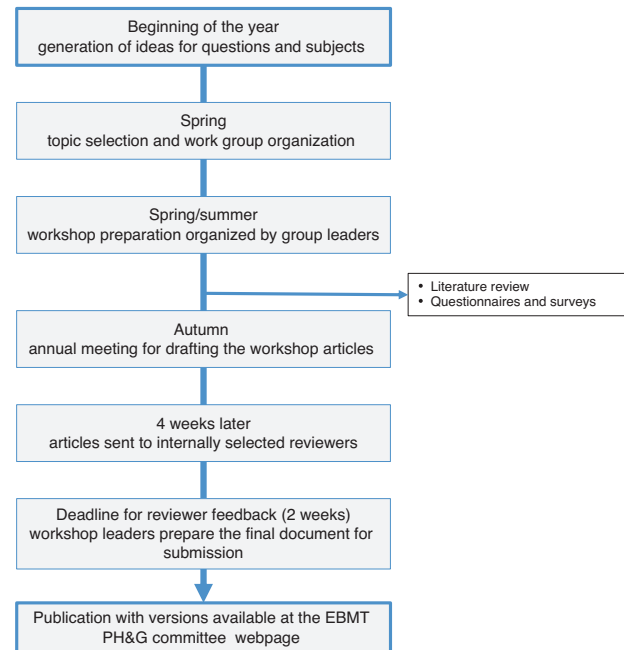 Beginning of the year
generation of ideas for questions and subjects
Spring
topic selection and work group organization
Spring/summer
workshop preparation organized by group leaders
• Literature review
• Questionnaires and surveys
Autumn
annual meeting for drafting the workshop articles
4 weeks later
articles sent to internally selected reviewers
Deadline for reviewer feedback (2 weeks)
workshop leaders prepare the final document for
submission
Publication with versions available at the EBMT
PH&G committee webpage